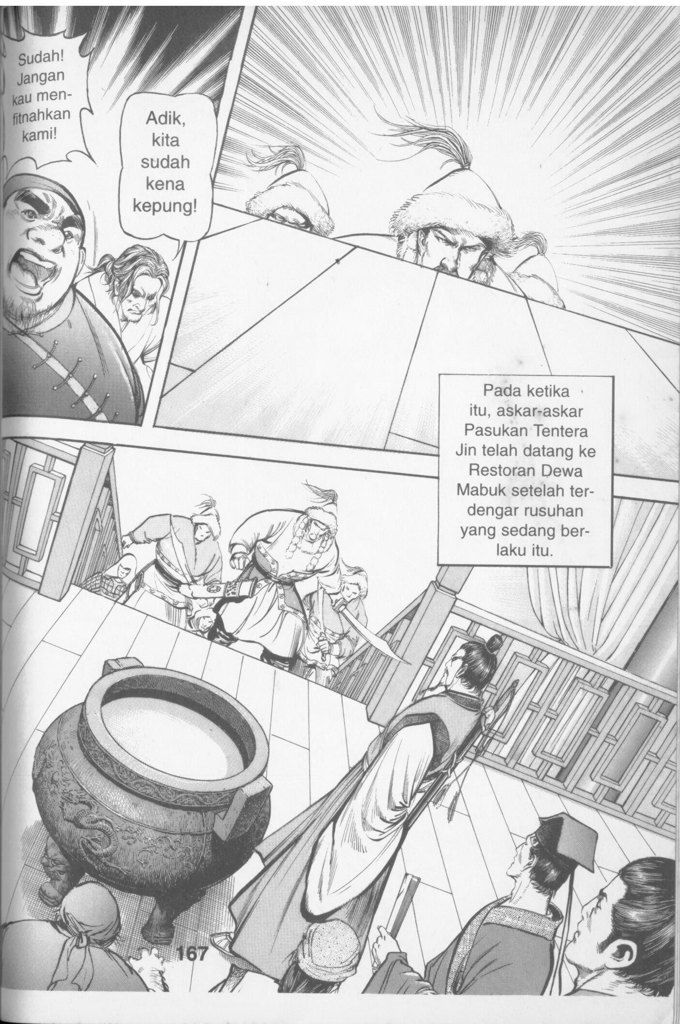 Sudah!
Jangan
kau men-
fitnahkan
kami!
Adik,
kita
sudah
kena
kepung!
Pada ketika
itu, askar-askar
Pasukan Tentera
Jin telah datang ke
Restoran Dewa
Mabuk setelah ter-
dengar rusuhan
yang sedang ber-
laku itu.
167